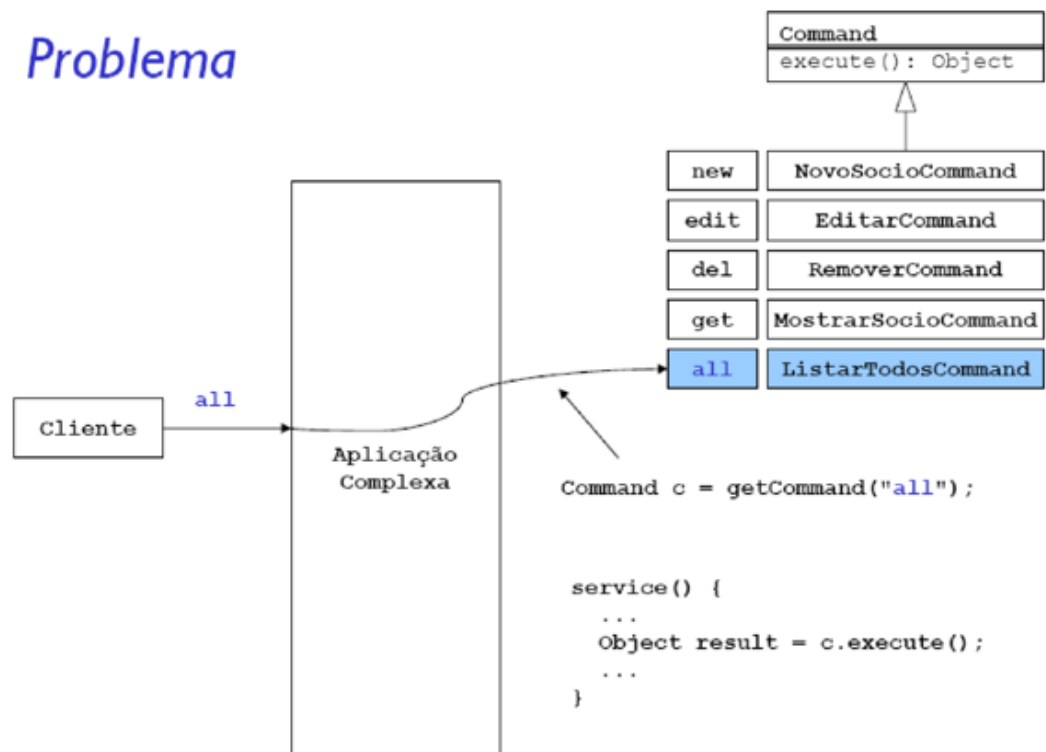 Problema
Command
execute(): Object
new NovoSocioCommand
edit EditarCommand
del RemoverCommand
get MostrarSocioCommand
all ListarTodosCommand
all
Cliente
Aplicação
Complexa
Command c = getCommand("all");
service() {
...
Object result = c.execute();
...
}